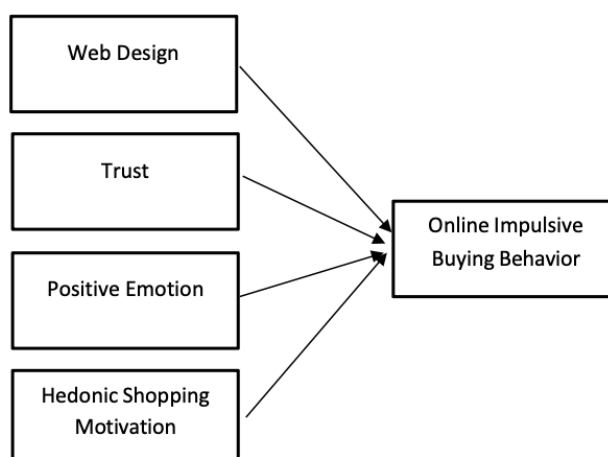 Web Design
Trust
Positive Emotion
Hedonic Shopping
Motivation
Online Impulsive
Buying Behavior